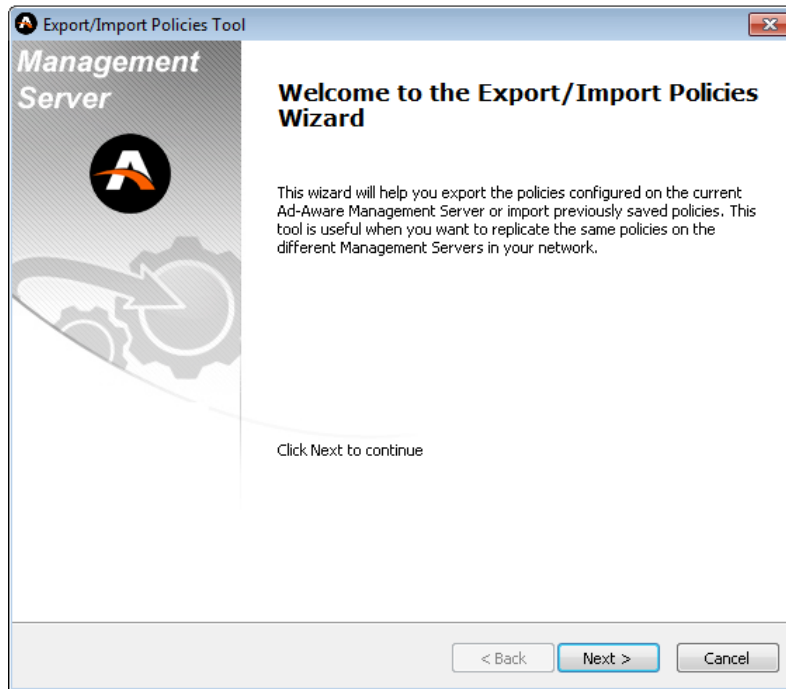 Export/Import Policies Tool
Management
Server
Welcome to the Export/Import Policies
Wizard
This wizard will help you export the policies configured on the current
Ad-Aware Management Server or import previously saved policies. This
tool is useful when you want to replicate the same policies on the
different Management Servers in your network.
Click Next to continue
< Back
Next >
Cancel